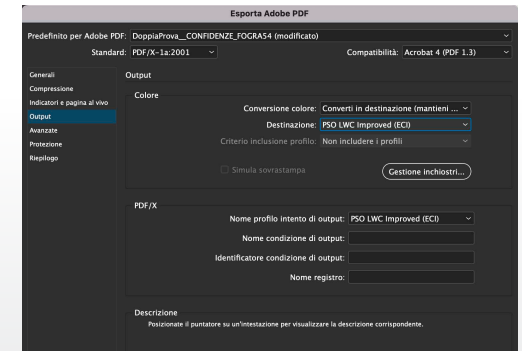 Esporta Adobe PDF
Predefinito per Adobe PDF: DoppiaProva__CONFIDENZE_FOGRA54 (modificato)
Standard: PDF/X-1a:2001 Compatibilità: Acrobat 4 (PDF 1.3)
Generali
Compressione
Indicatori e pagina al vivo
Output
Avanzate
Protezione
Riepilogo
Output
Colore
Conversione colore: Converti in destinazione (mantieni ...
Destinazione: PSO LWC Improved (ECI)
Criterio inclusione profilo: Non includere i profili
Simula sovrastampa
Gestione inchiostri...
PDF/X
Nome profilo intento di output: PSO LWC Improved (ECI)
Nome condizione di output:
Identificatore condizione di output:
Nome registro:
Descrizione
Posizionate il puntatore su un'intestazione per visualizzare la descrizione corrispondente.